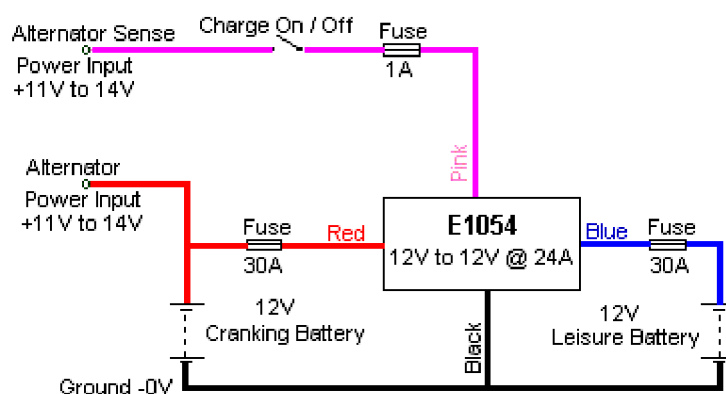 Alternator Sense
Power Input
+11V to 14V
Charge On / Off
Fuse
1A
Pink
Alternator
Power Input
+11V to 14V
Fuse
30A
Red
E1054
12V to 12V @ 24A
Blue
Fuse
30A
12V
Cranking Battery
Black
12V
Leisure Battery
Ground -0V